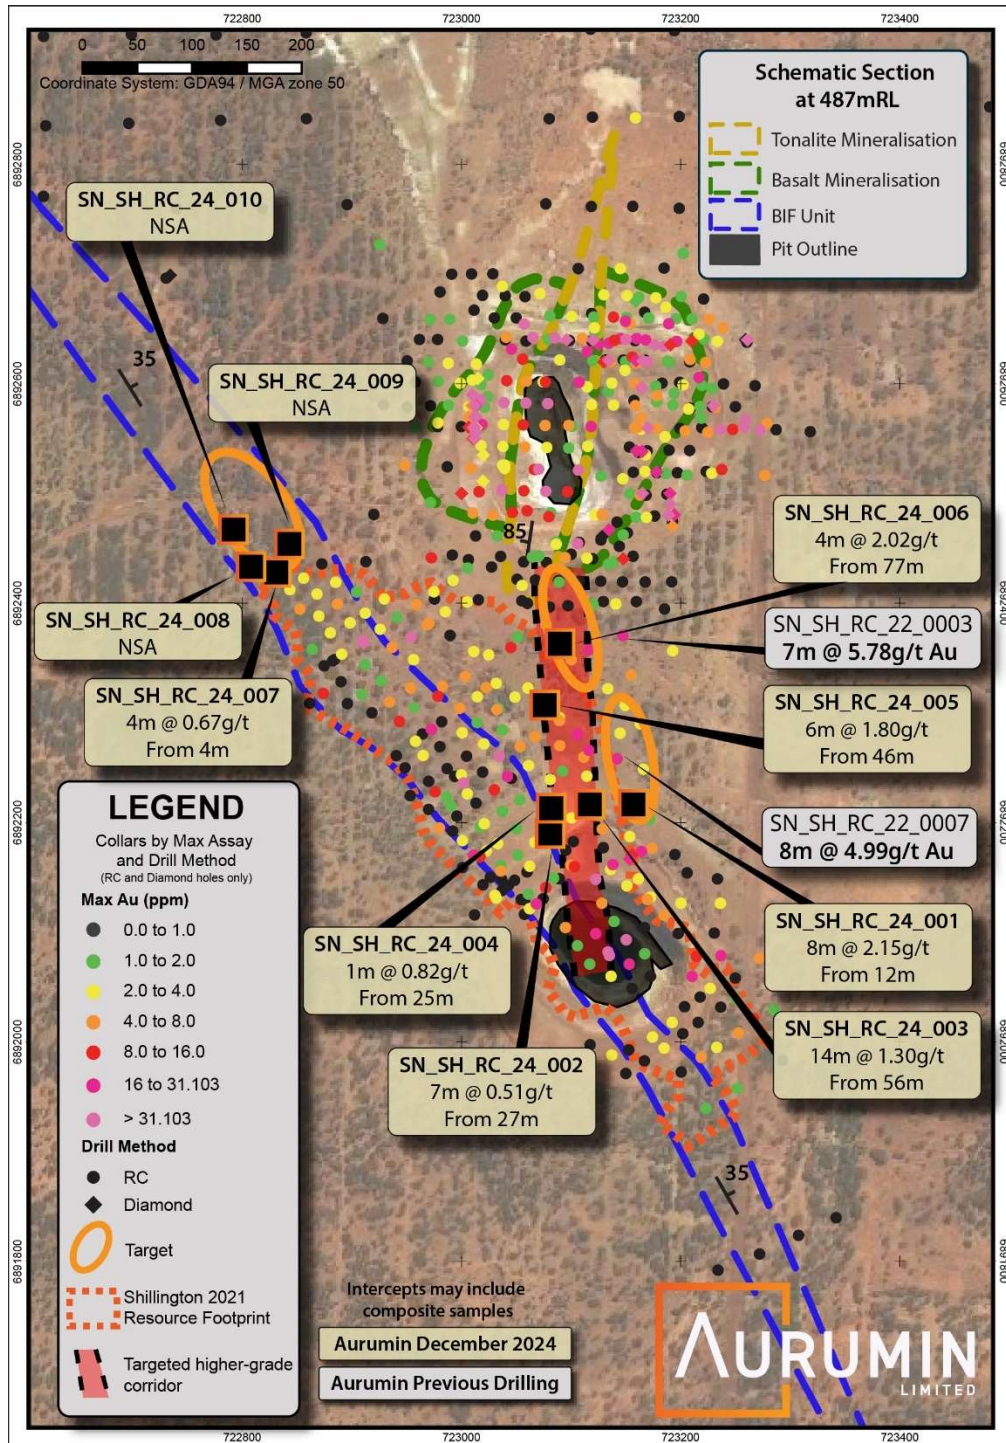 722800 723000 723200 723400
0 50 100 150 200
Coordinate System: GDA94 / MGA zone 50
Schematic Section
at 487mRL
Tonalite Mineralisation
Basalt Mineralisation
BIF Unit
Pit Outline
6892800
6892800
SN_SH_RC_24_010
NSA
35
SN_SH_RC_24_009
NSA
6892600
6892600
85
SN_SH_RC_24_006
4m @ 2.02g/t
From 77m
6892400
6892400
SN_SH_RC_24_008
NSA
SN_SH_RC_22_0003
7m @ 5.78g/t Au
SN_SH_RC_24_007
4m @ 0.67g/t
From 4m
SN_SH_RC_24_005
6m @ 1.80g/t
From 46m
6892200
6892200
SN_SH_RC_22_0007
8m @ 4.99g/t Au
SN_SH_RC_24_001
8m @ 2.15g/t
From 12m
SN_SH_RC_24_004
1m @ 0.82g/t
From 25m
SN_SH_RC_24_003
14m @ 1.30g/t
From 56m
SN_SH_RC_24_002
7m @ 0.51g/t
From 27m
6892000
6892000
35
LEGEND
Collars by Max Assay
and Drill Method
(RC and Diamond holes only)
Max Au (ppm)
0.0 to 1.0
1.0 to 2.0
2.0 to 4.0
4.0 to 8.0
8.0 to 16.0
16 to 31.103
> 31.103
Drill Method
RC
Diamond
Target
Shillington 2021
Resource Footprint
Targeted higher-grade
corridor
6891800
6891800
Intercepts may include
composite samples
Aurumin December 2024
Aurumin Previous Drilling
AURUMIN
LIMITED
722800 723000 723200 723400